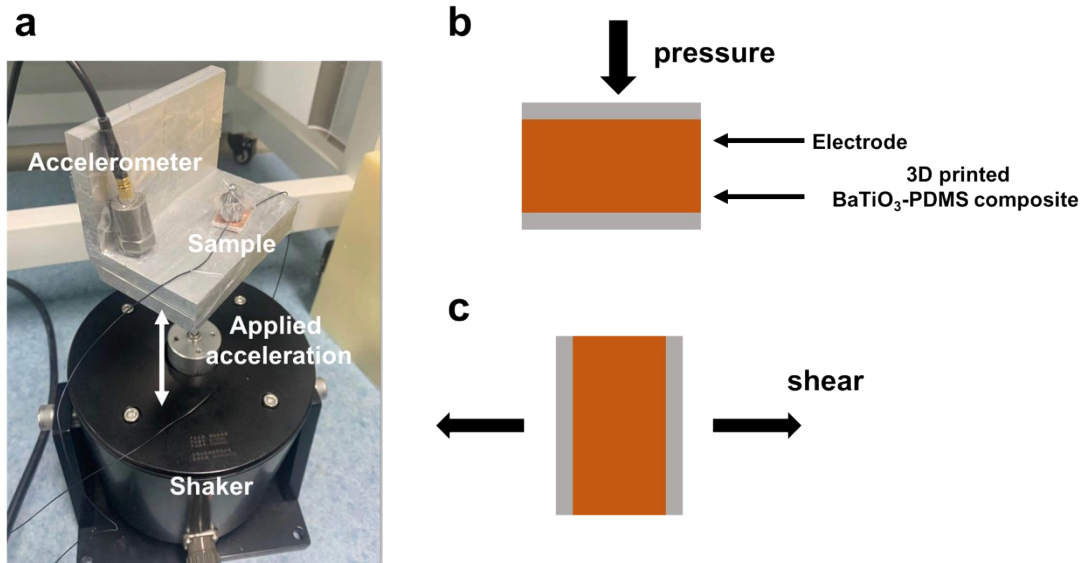 a
Accelerometer
Sample
Applied
acceleration
Shaker
b
pressure
Electrode
3D printed
BaTiO₃-PDMS composite
c
shear